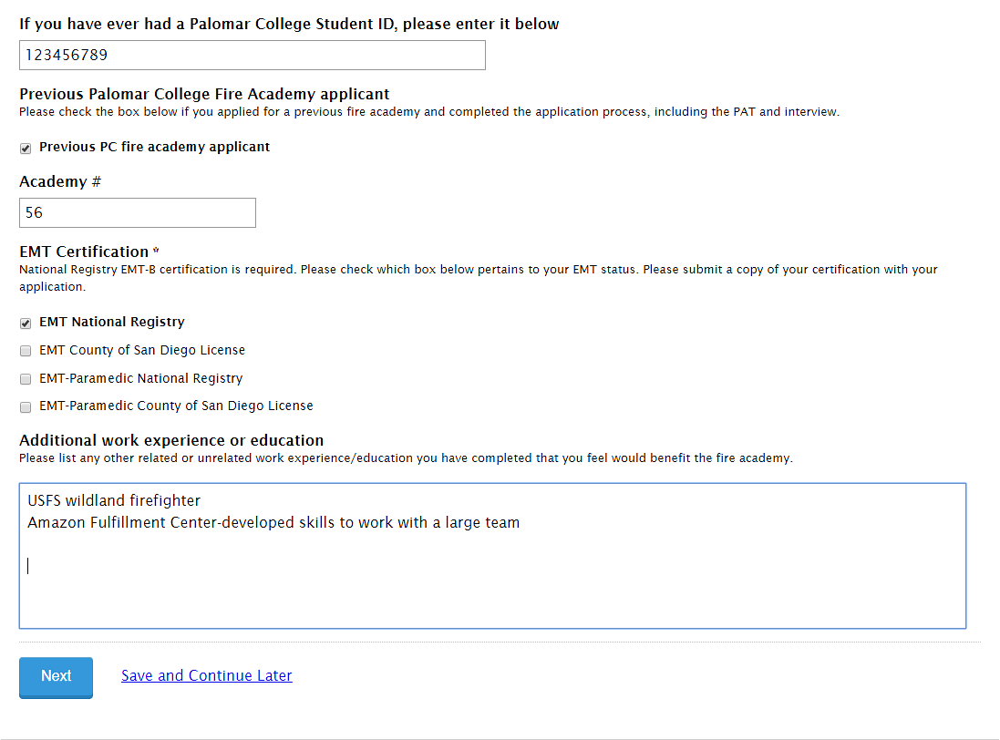 If you have ever had a Palomar College Student ID, please enter it below
123456789
Previous Palomar College Fire Academy applicant
Please check the box below if you applied for a previous fire academy and completed the application process, including the PAT and interview.
Previous PC fire academy applicant
Academy #
56
EMT Certification *
National Registry EMT-B certification is required. Please check which box below pertains to your EMT status. Please submit a copy of your certification with your
application.
EMT National Registry
EMT County of San Diego License
EMT-Paramedic National Registry
EMT-Paramedic County of San Diego License
Additional work experience or education
Please list any other related or unrelated work experience/education you have completed that you feel would benefit the fire academy.
USFS wildland firefighter
Amazon Fulfillment Center-developed skills to work with a large team
Next Save and Continue Later